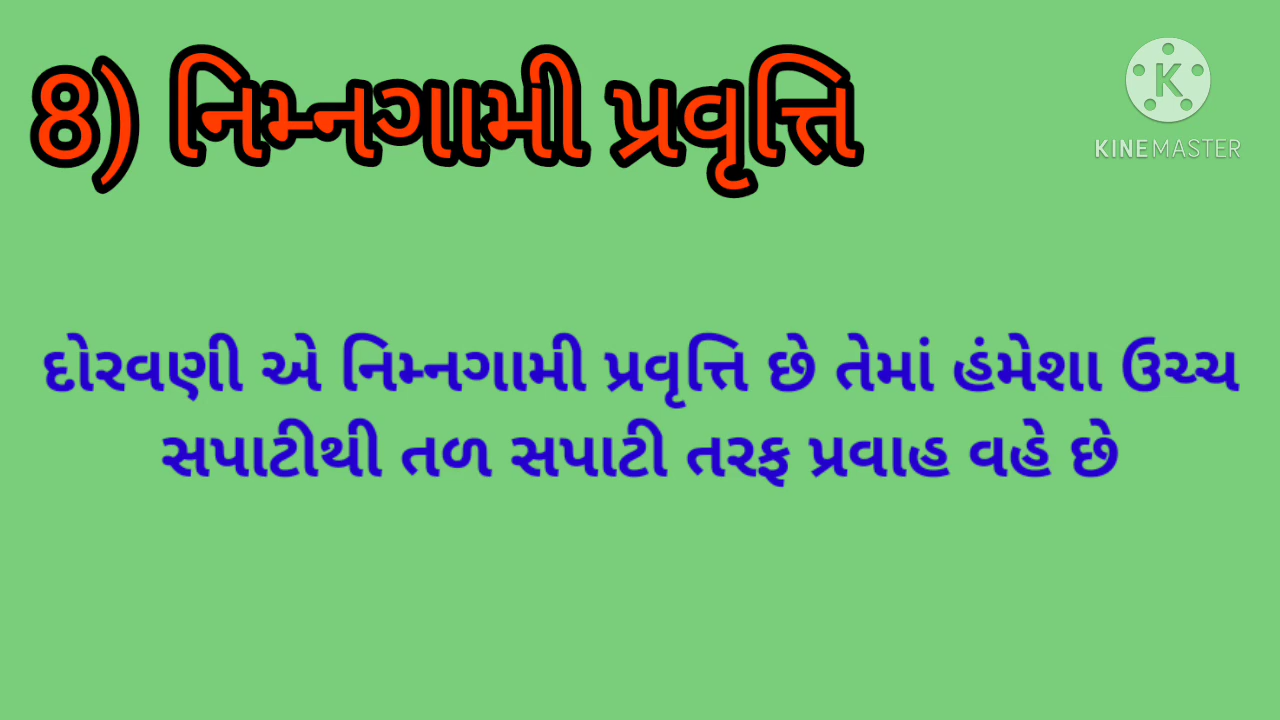 8) નિમ્નગામી પ્રવૃત્તિ
KINEMASTER
દોરવણી એ નિમ્નગામી પ્રવૃત્તિ છે તેમાં હંમેશા ઉચ્ચ
સપાટીથી તળ સપાટી તરફ પ્રવાહ વહે છે